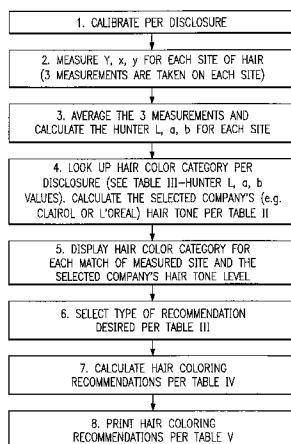 1. CALIBRATE PER DISCLOSURE
2. MEASURE Y, x, y FOR EACH SITE OF HAIR
(3 MEASUREMENTS ARE TAKEN ON EACH SITE)
3. AVERAGE THE 3 MEASUREMENTS AND
CALCULATE THE HUNTER L, a, b FOR EACH SITE
4. LOOK UP HAIR COLOR CATEGORY PER
DISCLOSURE (SEE TABLE III-HUNTER L, a, b
VALUES). CALCULATE THE SELECTED COMPANY'S (e.g.
CLAIROL OR L'OREAL) HAIR TONE PER TABLE II
5. DISPLAY HAIR COLOR CATEGORY FOR
EACH MATCH OF MEASURED SITE AND THE
SELECTED COMPANY'S HAIR TONE LEVEL
6. SELECT TYPE OF RECOMMENDATION
DESIRED PER TABLE III
7. CALCULATE HAIR COLORING
RECOMMENDATIONS PER TABLE IV
8. PRINT HAIR COLORING
RECOMMENDATIONS PER TABLE V